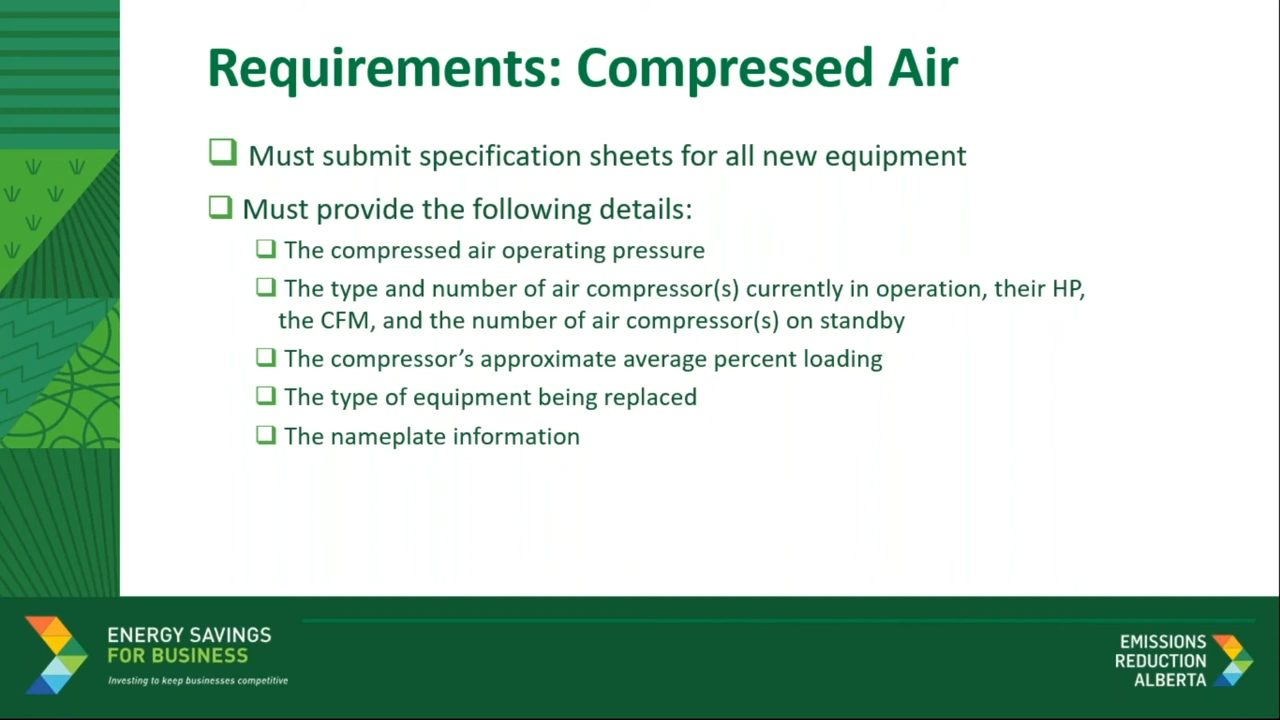 Requirements: Compressed Air
Must submit specification sheets for all new equipment
Must provide the following details:
The compressed air operating pressure
The type and number of air compressor(s) currently in operation, their HP,
the CFM, and the number of air compressor(s) on standby
The compressor’s approximate average percent loading
The type of equipment being replaced
The nameplate information
ENERGY SAVINGS
FOR BUSINESS
Investing to keep businesses competitive
EMISSIONS
REDUCTION
ALBERTA